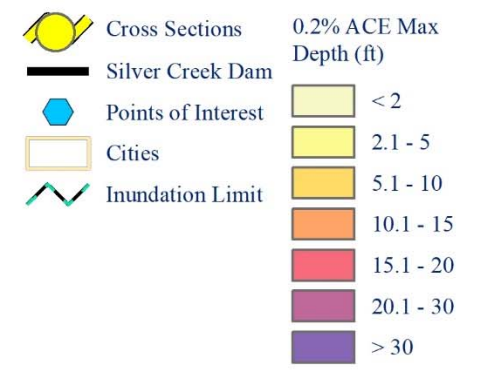 Cross Sections
Silver Creek Dam
Points of Interest
Cities
Inundation Limit
0.2% ACE Max
Depth (ft)
< 2
2.1 - 5
5.1 - 10
10.1 - 15
15.1 - 20
20.1 - 30
> 30